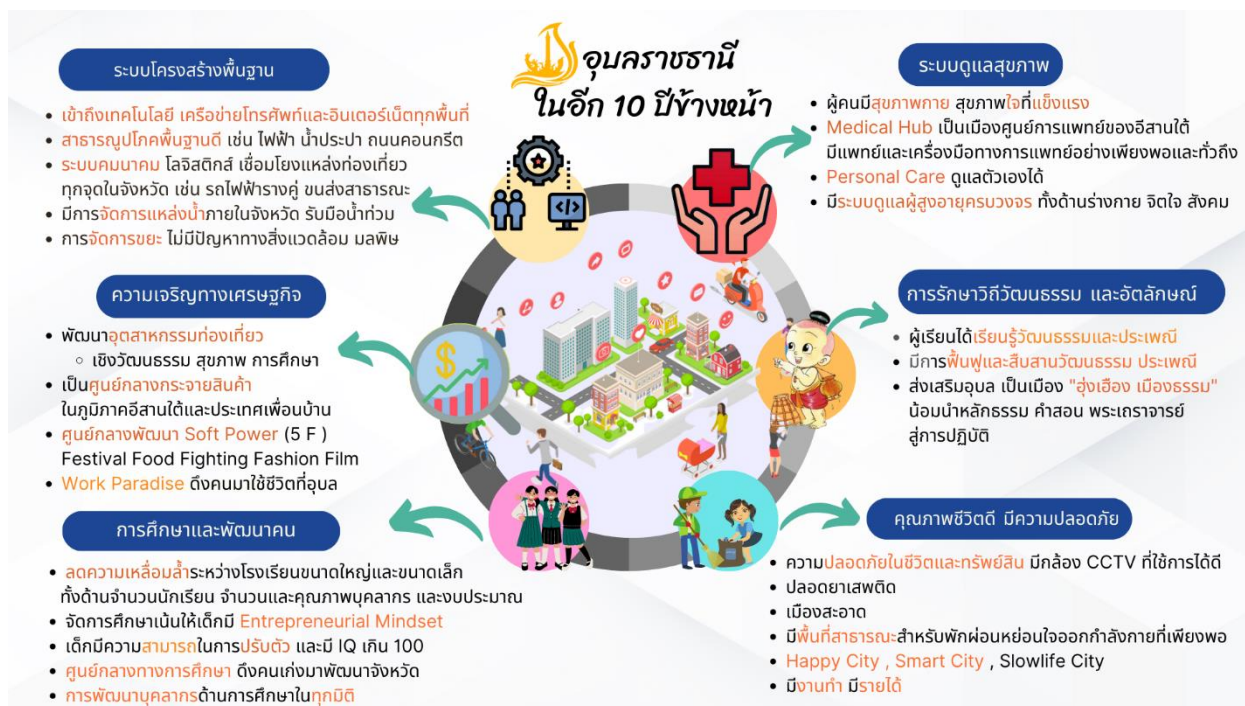 อุบลราชธานี
ในอีก 10 ปีข้างหน้า
ระบบโครงสร้างพื้นฐาน
• เข้าถึงเทคโนโลยี เครือข่ายโทรศัพท์และอินเตอร์เน็ตทุกพื้นที่
• สาธารณูปโภคพื้นฐานดี เช่น ไฟฟ้า น้ำประปา ถนนคอนกรีต
• ระบบคมนาคม โลจิสติกส์ เชื่อมโยงแหล่งท่องเที่ยว
ทุกจุดในจังหวัด เช่น รถไฟฟ้ารางคู่ ขนส่งสาธารณะ
• มีการจัดการแหล่งน้ำภายในจังหวัด รับมือน้ำท่วม
• การจัดการขยะ ไม่มีปัญหาทางสิ่งแวดล้อม มลพิษ
ความเจริญทางเศรษฐกิจ
• พัฒนาอุตสาหกรรมท่องเที่ยว
○ เชิงวัฒนธรรม สุขภาพ การศึกษา
• เป็นศูนย์กลางกระจายสินค้า
ในภูมิภาคอีสานใต้และประเทศเพื่อนบ้าน
• ศูนย์กลางพัฒนา Soft Power (5 F )
Festival Food Fighting Fashion Film
• Work Paradise ดึงคนมาใช้ชีวิตที่อุบล
การศึกษาและพัฒนาคน
• ลดความเหลื่อมล้ำระหว่างโรงเรียนขนาดใหญ่และขนาดเล็ก
ทั้งด้านจำนวนนักเรียน จำนวนและคุณภาพบุคลากร และงบประมาณ
• จัดการศึกษาเน้นให้เด็กมี Entrepreneurial Mindset
• เด็กมีความสามารถในการปรับตัว และมี IQ เกิน 100
• ศูนย์กลางทางการศึกษา ดึงคนเก่งมาพัฒนาจังหวัด
• การพัฒนาบุคลากรด้านการศึกษาในทุกมิติ
ระบบดูแลสุขภาพ
• ผู้คนมีสุขภาพกาย สุขภาพใจที่แข็งแรง
• Medical Hub เป็นเมืองศูนย์การแพทย์ของอีสานใต้
มีแพทย์และเครื่องมือทางการแพทย์อย่างเพียงพอและทั่วถึง
• Personal Care ดูแลตัวเองได้
• มีระบบดูแลผู้สูงอายุครบวงจร ทั้งด้านร่างกาย จิตใจ สังคม
การรักษาวิถีวัฒนธรรม และอัตลักษณ์
• ผู้เรียนได้เรียนรู้วัฒนธรรมและประเพณี
• มีการฟื้นฟูและสืบสานวัฒนธรรม ประเพณี
• ส่งเสริมอุบล เป็นเมือง "ฮุ่งเฮือง เมืองธรรม"
น้อมนำหลักธรรม คำสอน พระเถราจารย์
สู่การปฏิบัติ
คุณภาพชีวิตดี มีความปลอดภัย
• ความปลอดภัยในชีวิตและทรัพย์สิน มีกล้อง CCTV ที่ใช้การได้ดี
• ปลอดยาเสพติด
• เมืองสะอาด
• มีพื้นที่สาธารณะสำหรับพักผ่อนหย่อนใจออกกำลังกายที่เพียงพอ
• Happy City , Smart City , Slowlife City
• มีงานทำ มีรายได้